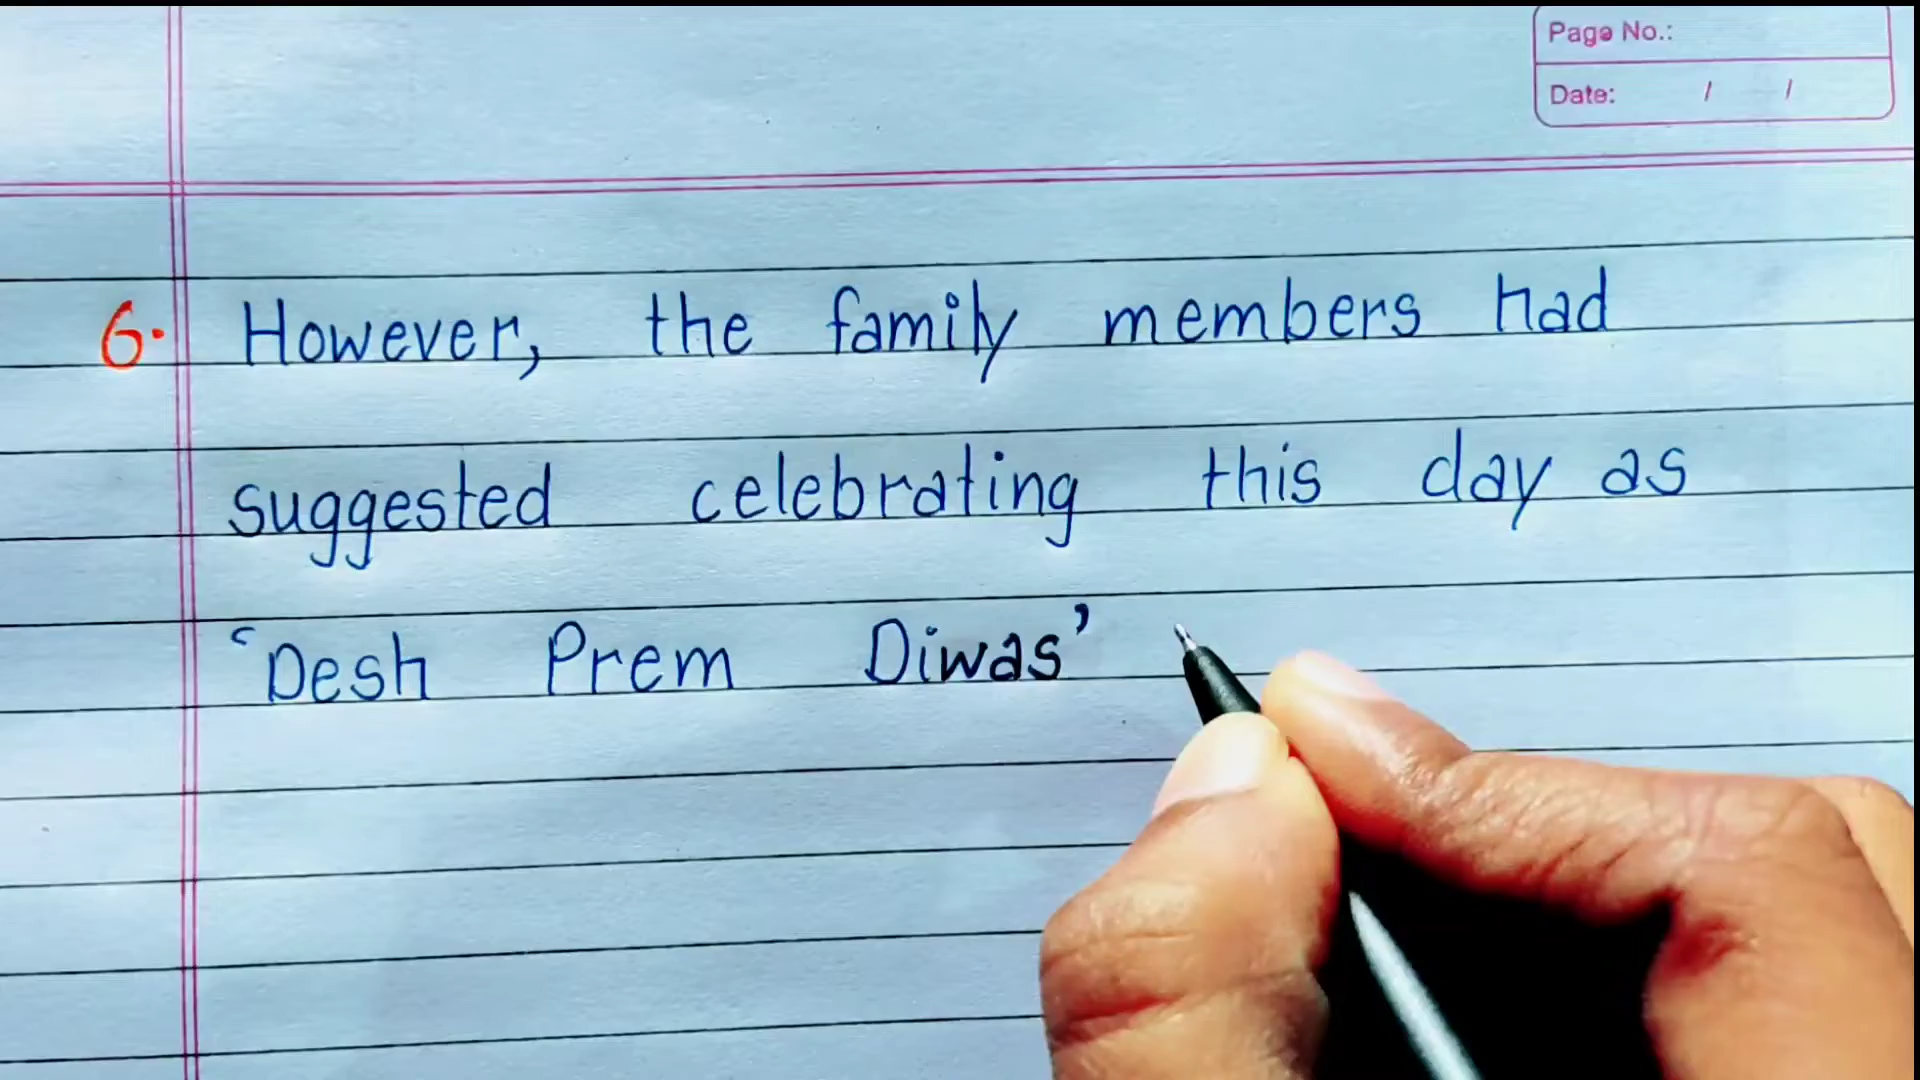 Page No.:
Date: / /
6. However, the family members had
suggested celebrating this day as
‘Desh Prem Diwas’